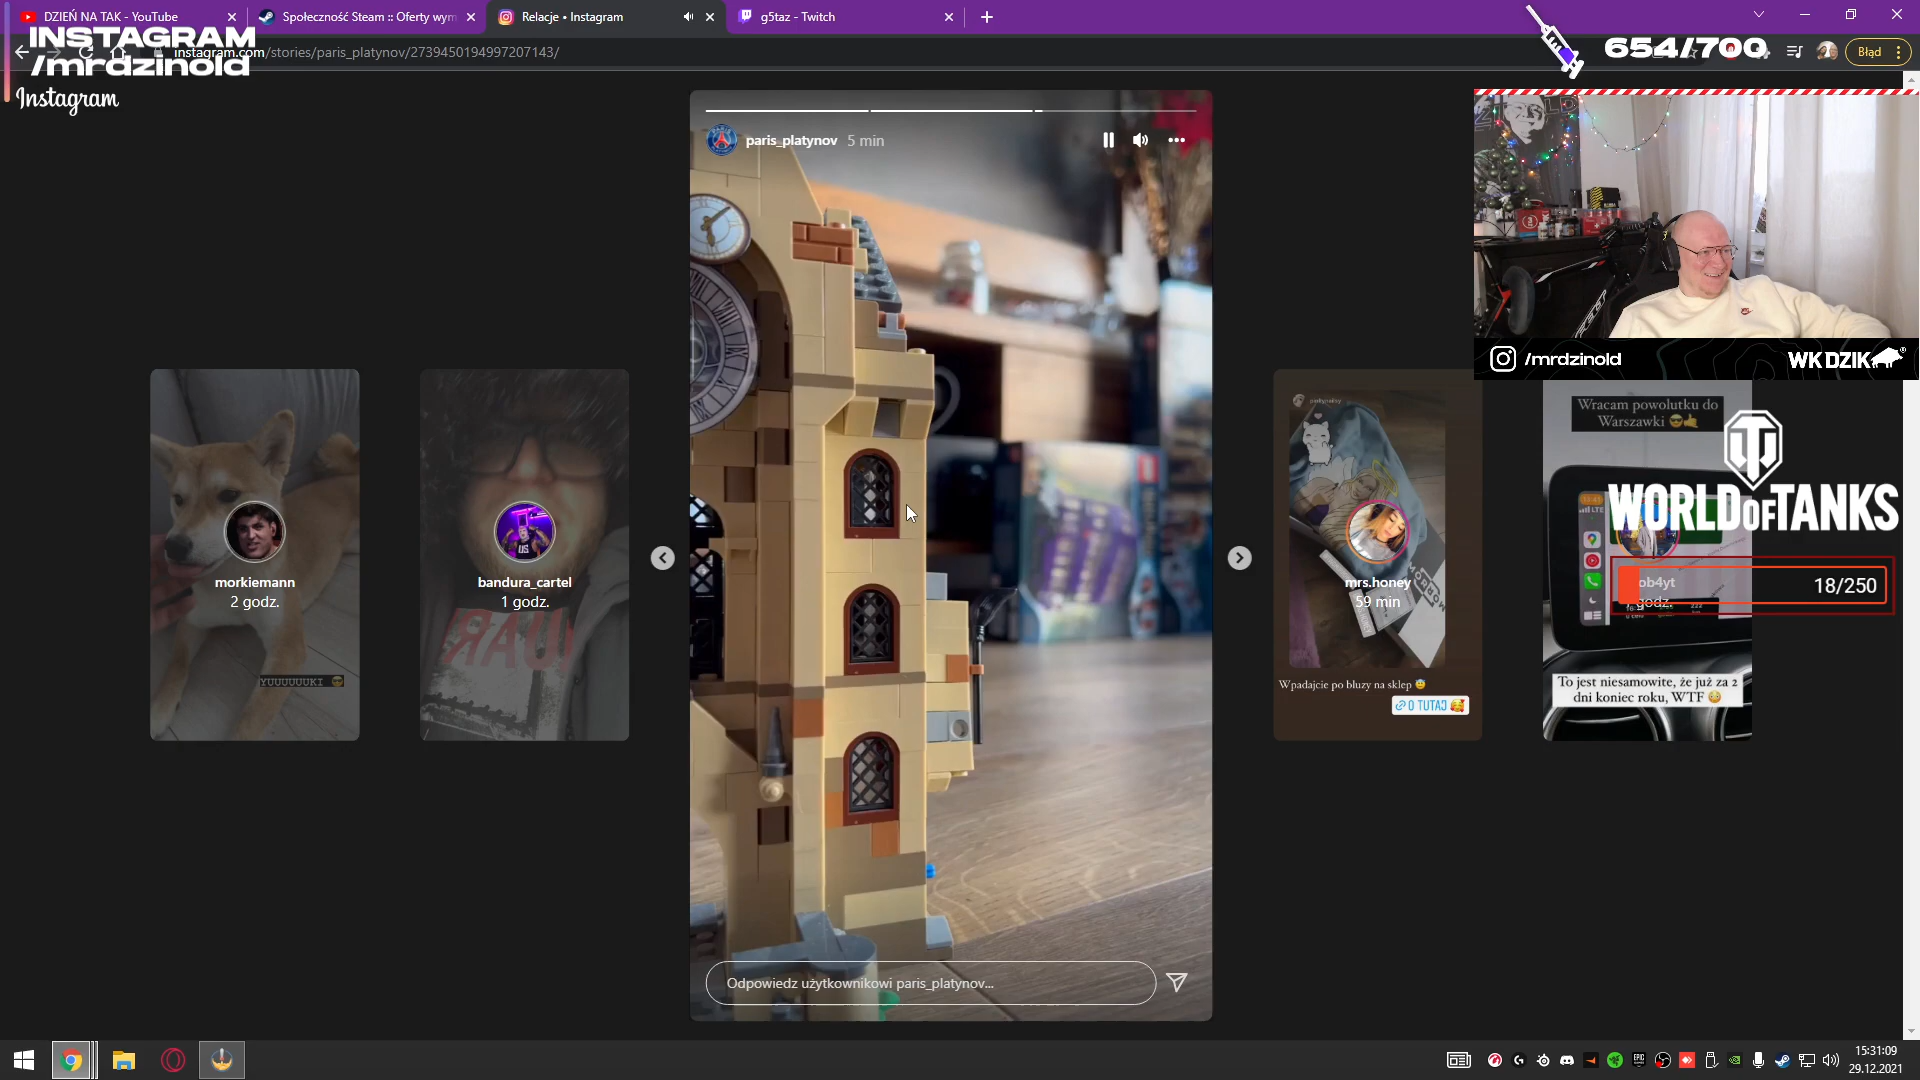 DZIEŃ NA TAK - YouTube
Społeczność Steam :: Oferty wym
Relacje • Instagram
g5taz - Twitch
INSTAGRAM
/mrdzinold
instagram.com/stories/paris_platynov/2739450194997207143/
654/700
Błąd
Instagram
paris_platynov 5 min
/mrdzinold
WK DZIK
morkiemann
2 godz.
YUUUUUUKI
bandura_cartel
1 godz.
mrs.honey
59 min
Wpadajcie po bluzy na sklep
O TUTAJ
Wracam powolutku do
Warszawki
WORLD OF TANKS
ob4yt
godz.
18/250
To jest niesamowite, że już za 2
dni koniec roku, WTF
Odpowiedz użytkownikowi paris_platynov...
15:31:09
29.12.2021